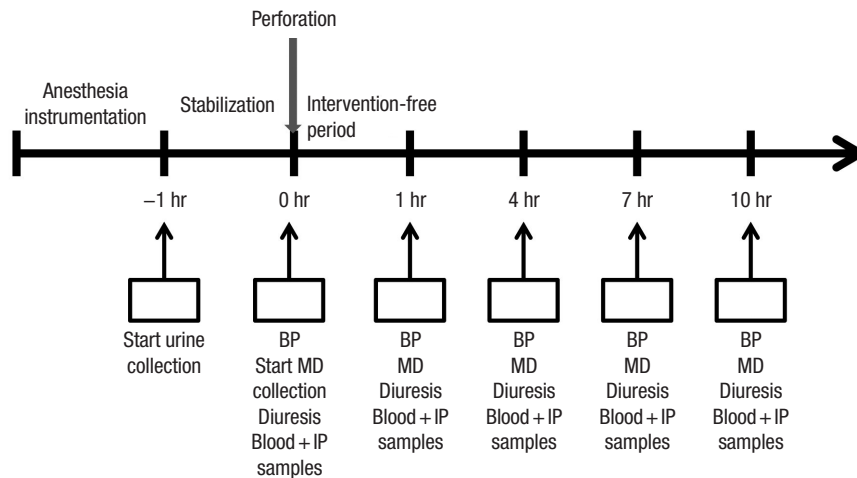 Perforation
Anesthesia
instrumentation
Stabilization
Intervention-free
period
–1 hr
0 hr
1 hr
4 hr
7 hr
10 hr
Start urine
collection
BP
Start MD
collection
Diuresis
Blood + IP
samples
BP
MD
Diuresis
Blood + IP
samples
BP
MD
Diuresis
Blood + IP
samples
BP
MD
Diuresis
Blood + IP
samples
BP
MD
Diuresis
Blood + IP
samples